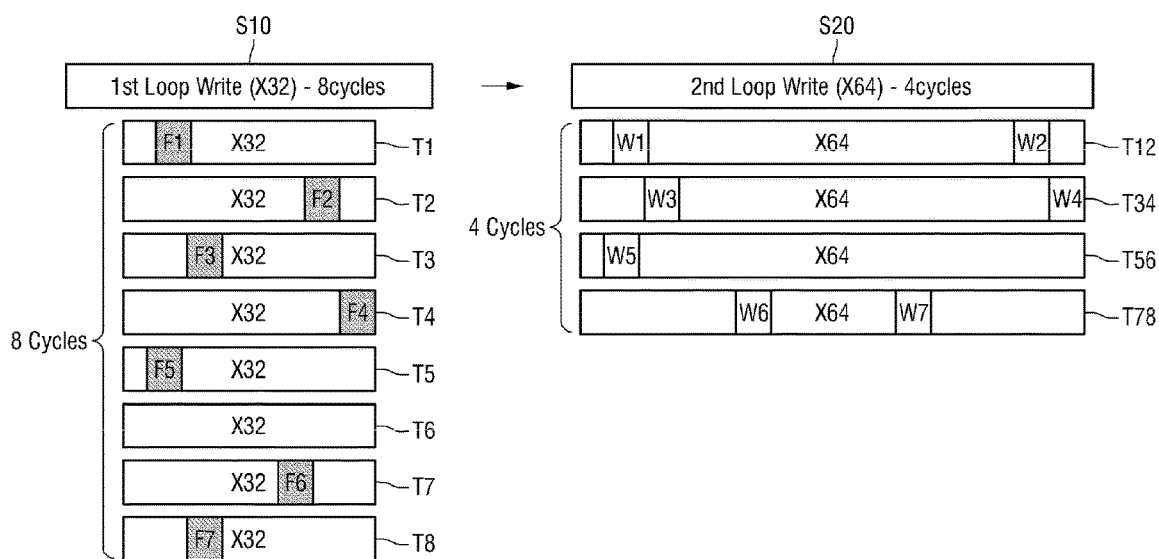 S10
S20
1st Loop Write (X32) - 8cycles
2nd Loop Write (X64) - 4cycles
8 Cycles
F1 X32 T1
X32 F2 T2
F3 X32 T3
X32 F4 T4
F5 X32 T5
X32 T6
X32 F6 T7
F7 X32 T8
4 Cycles
W1 X64 W2 T12
W3 X64 W4 T34
W5 X64 T56
W6 X64 W7 T78